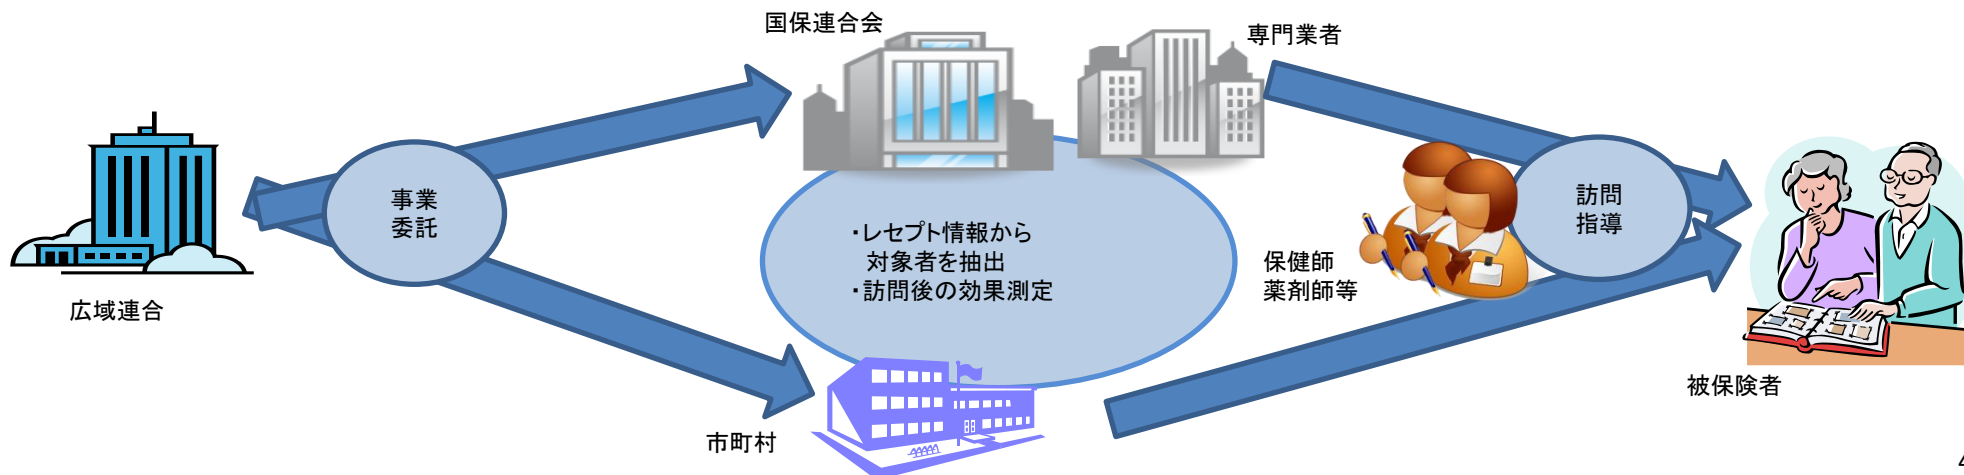 国保連合会
専門業者
事業
委託
訪問
指導
・レセプト情報から
対象者を抽出
・訪問後の効果測定
保健師
薬剤師等
広域連合
被保険者
市町村